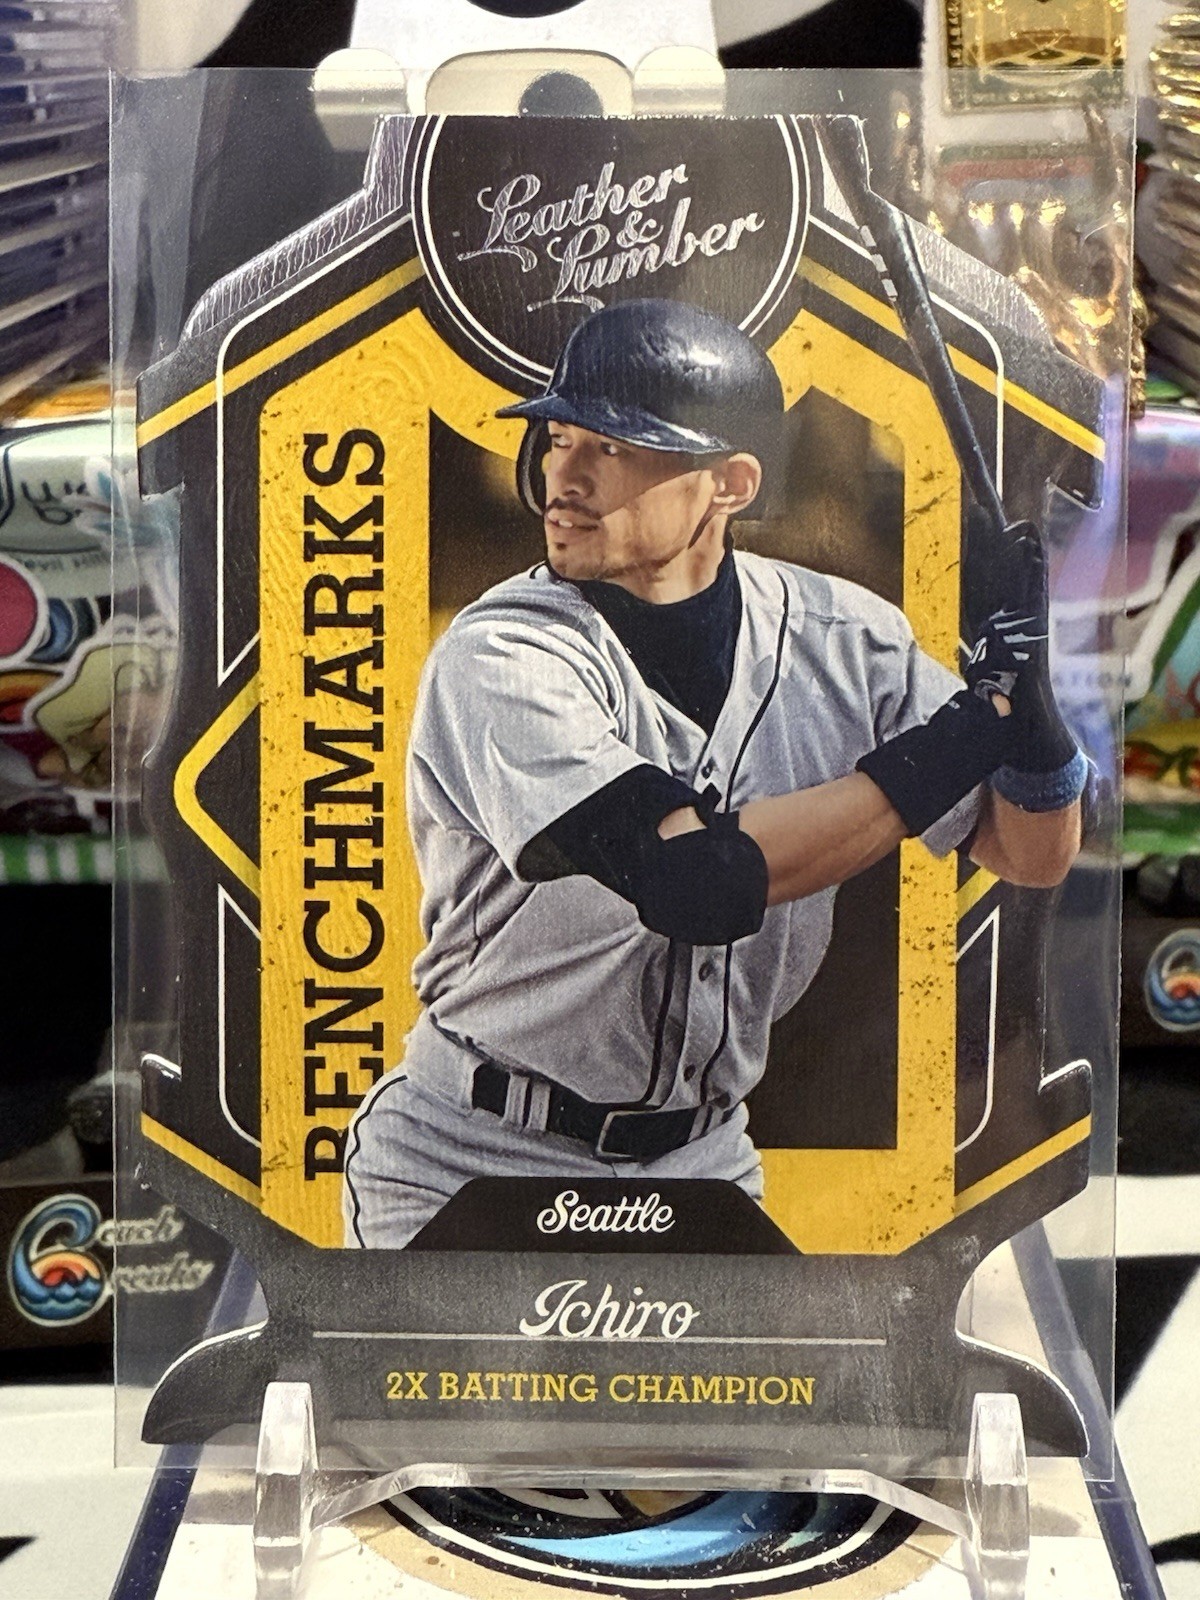 Leather
&
Lumber
BENCHMARKS
Seattle
Ichiro
2X BATTING CHAMPION